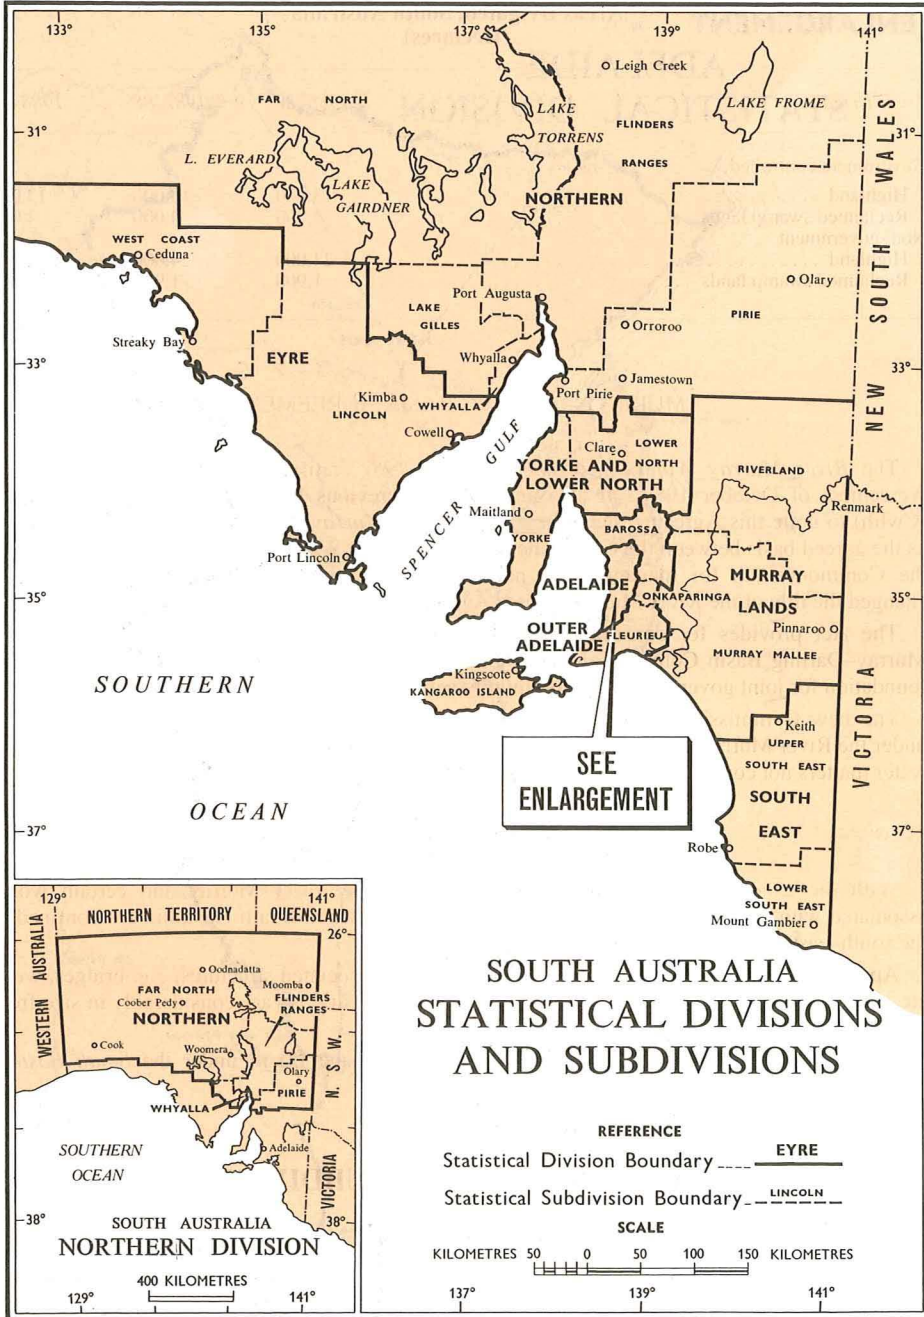 133°
135°
137°
139°
141°
Leigh Creek
FAR NORTH
LAKE FROME
FLINDERS
LAKE
TORRENS
31°
31°
RANGES
L. EVERARD
LAKE
GAIRDNER
NORTHERN
NEW SOUTH WALES
WEST COAST
Ceduna
Olary
Port Augusta
LAKE
GILLES
PIRIE
Orroroo
Streaky Bay
33°
33°
EYRE
Whyalla
Jamestown
Port Pirie
Kimba
LINCOLN
WHYALLA
Cowell
SPENCER GULF
Clare
LOWER
NORTH
YORKE AND
LOWER NORTH
RIVERLAND
Renmark
Maitland
YORKE
BAROSSA
Port Lincoln
ADELAIDE
MURRAY
LANDS
35°
35°
ONKAPARINGA
OUTER
ADELAIDE
FLEURIEU
Pinnaroo
MURRAY MALLEE
Kingscote
KANGAROO ISLAND
SOUTHERN
OCEAN
Keith
UPPER
SOUTH EAST
SEE
ENLARGEMENT
VICTORIA
SOUTH
EAST
37°
37°
Robe
LOWER
SOUTH EAST
Mount Gambier
129°
141°
NORTHERN TERRITORY
QUEENSLAND
26°
WESTERN AUSTRALIA
Oodnadatta
Moomba
FAR NORTH
Coober Pedy
FLINDERS
RANGES
NORTHERN
Cook
Woomera
Olary
PIRIE
N. S. W.
WHYALLA
Adelaide
SOUTHERN
OCEAN
VICTORIA
38°
38°
SOUTH AUSTRALIA
NORTHERN DIVISION
400 KILOMETRES
129°
141°
SOUTH AUSTRALIA
STATISTICAL DIVISIONS
AND SUBDIVISIONS
REFERENCE
Statistical Division Boundary ---- EYRE
Statistical Subdivision Boundary -- LINCOLN
SCALE
KILOMETRES 50 0 50 100 150 KILOMETRES
137°
139°
141°